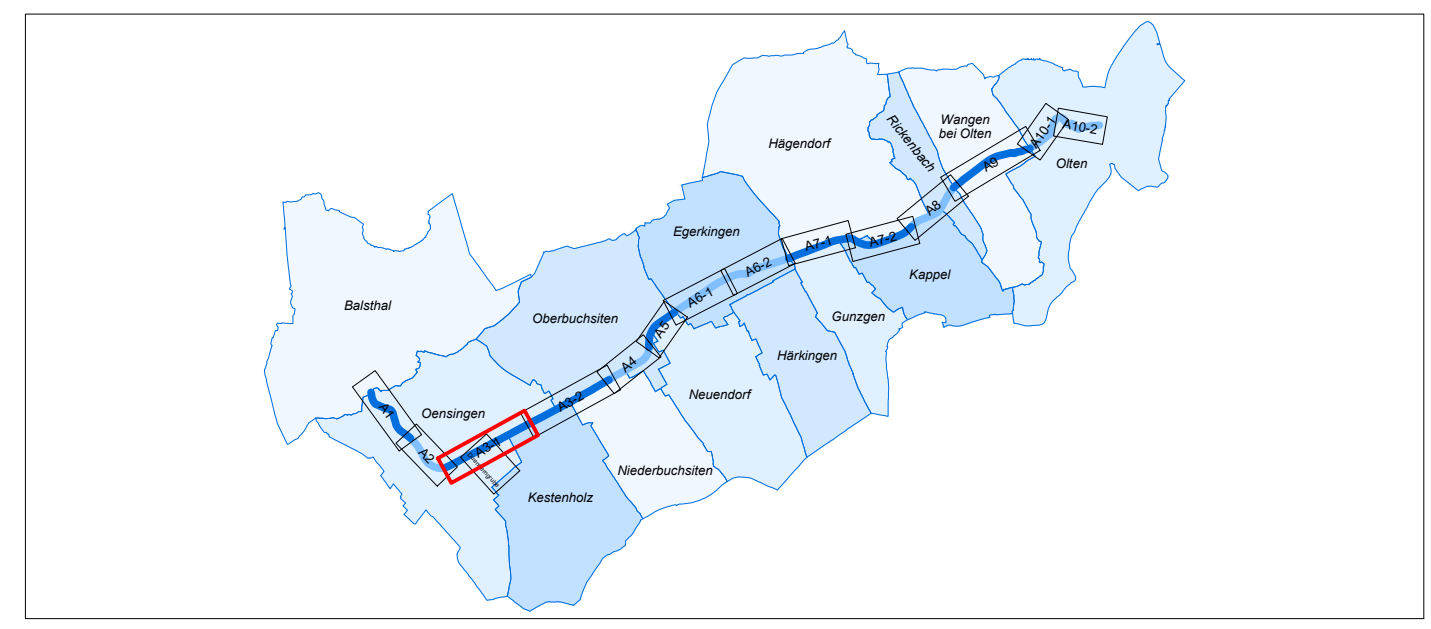 Hägendorf
Rickenbach
Wangen
bei Olten
A10-1
A10-2
Olten
A9
A8
Egerkingen
A7-1
A7-2
A6-2
Kappel
A6-1
Balsthal
Oberbuchsiten
A5
Gunzgen
Härkingen
A4
Neuendorf
A3-2
A1
Oensingen
A2
A3-1
Niederbuchsiten
Kestenholz